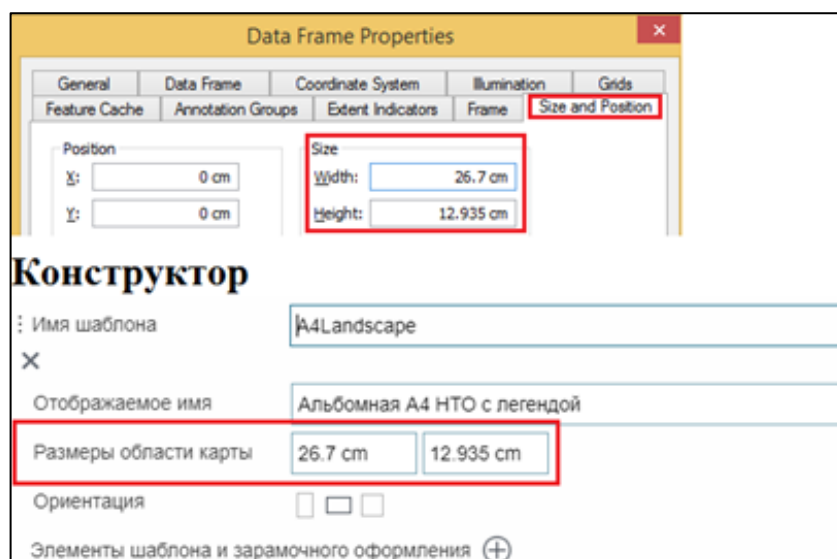 Data Frame Properties
General Data Frame Coordinate System Illumination Grids
Feature Cache Annotation Groups Extent Indicators Frame Size and Position
Position Size
X: 0 cm Width: 26.7 cm
Y: 0 cm Height: 12.935 cm
Конструктор
Имя шаблона A4Landscape
Отображаемое имя Альбомная А4 НТО с легендой
Размеры области карты 26.7 cm 12.935 cm
Ориентация
Элементы шаблона и зарамочного оформления